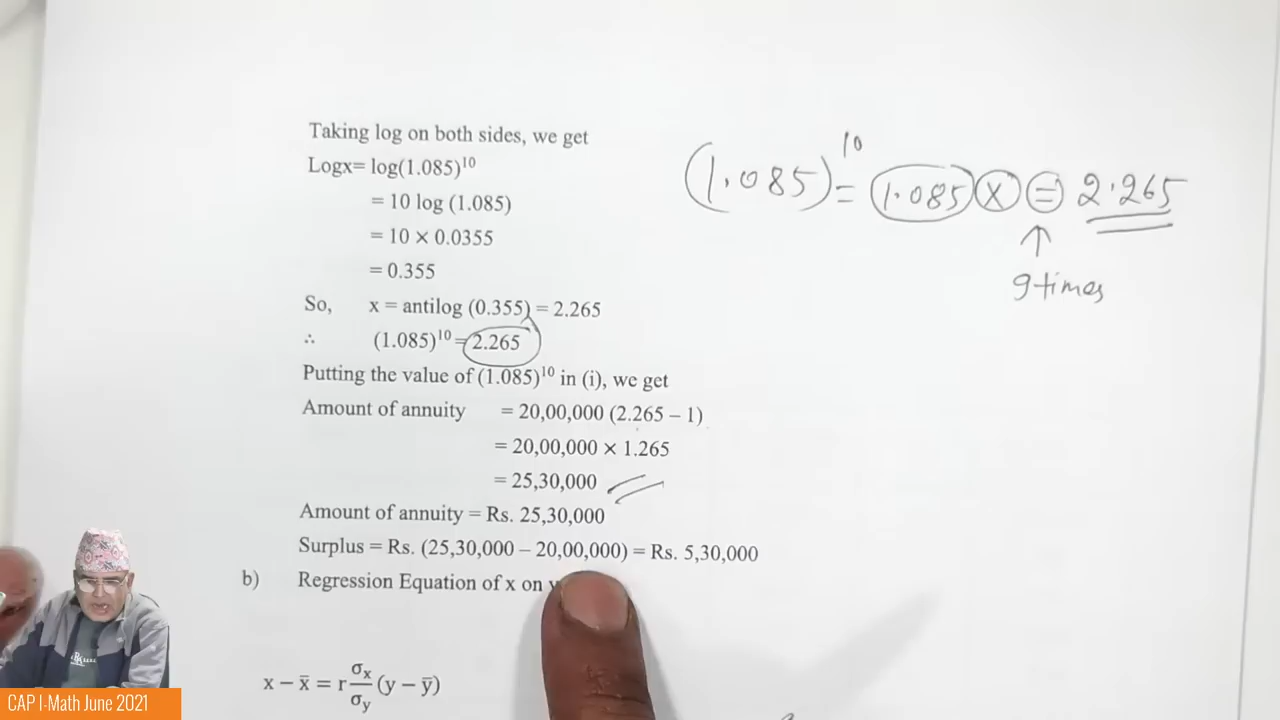 Taking log on both sides, we get
Logx= log(1.085)¹⁰
= 10 log (1.085)
= 10 × 0.0355
= 0.355
So, x = antilog (0.355) = 2.265
∴ (1.085)¹⁰ = 2.265
Putting the value of (1.085)¹⁰ in (i), we get
Amount of annuity = 20,00,000 (2.265 – 1)
= 20,00,000 × 1.265
= 25,30,000
Amount of annuity = Rs. 25,30,000
Surplus = Rs. (25,30,000 – 20,00,000) = Rs. 5,30,000
b) Regression Equation of x on
x – x̄ = r σx/σy (y – ȳ)
(1.085)¹⁰ = 1.085 × = 2.265
↑
9 times
CAP I-Math June 2021